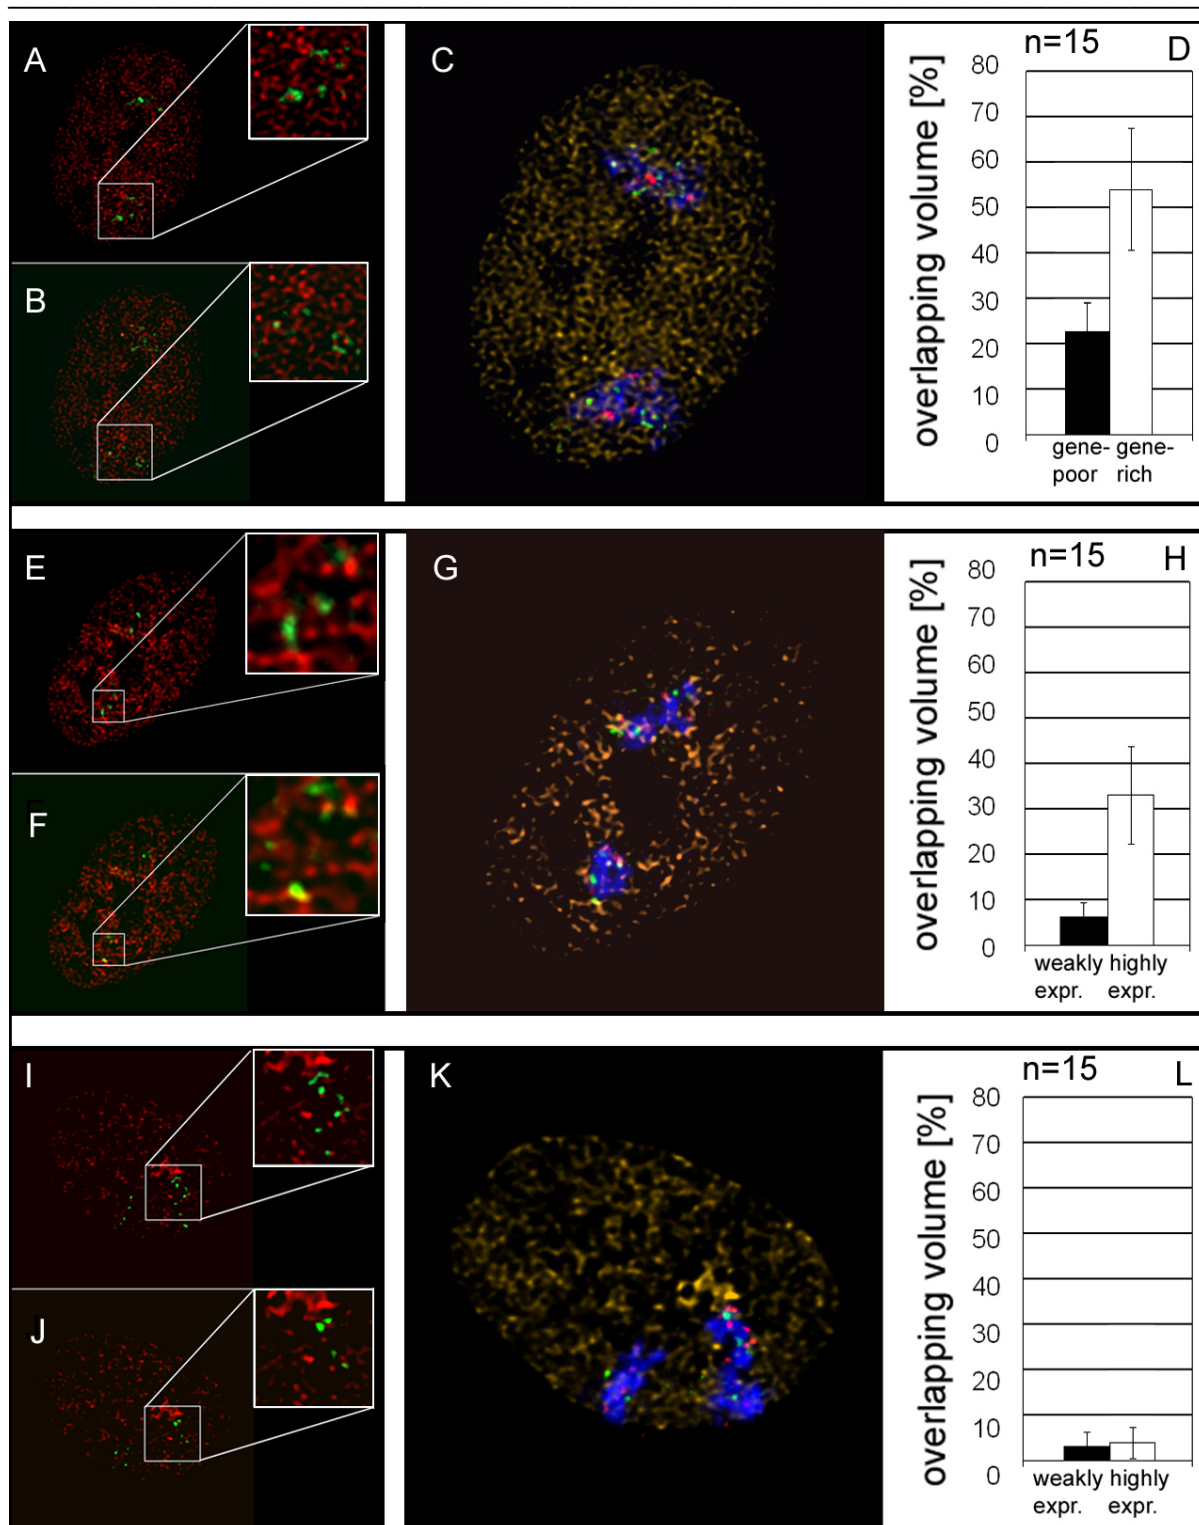 A
B
C
n=15 D
overlapping volume [%]
80
70
60
50
40
30
20
10
0
gene- gene-
poor rich
E
F
G
n=15 H
overlapping volume [%]
80
70
60
50
40
30
20
10
0
weakly highly
expr. expr.
I
J
K
n=15 L
overlapping volume [%]
80
70
60
50
40
30
20
10
0
weakly highly
expr. expr.